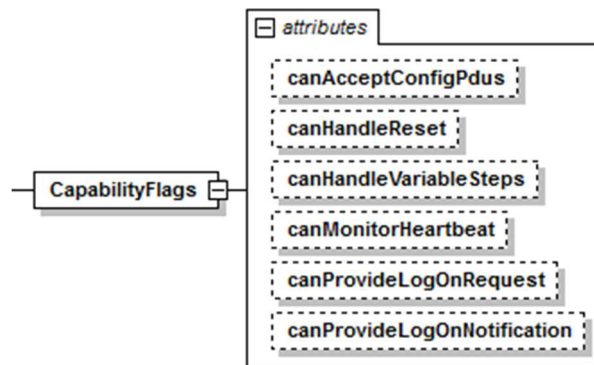 attributes
canAcceptConfigPdus
canHandleReset
canHandleVariableSteps
CapabilityFlags
canMonitorHeartbeat
canProvideLogOnRequest
canProvideLogOnNotification